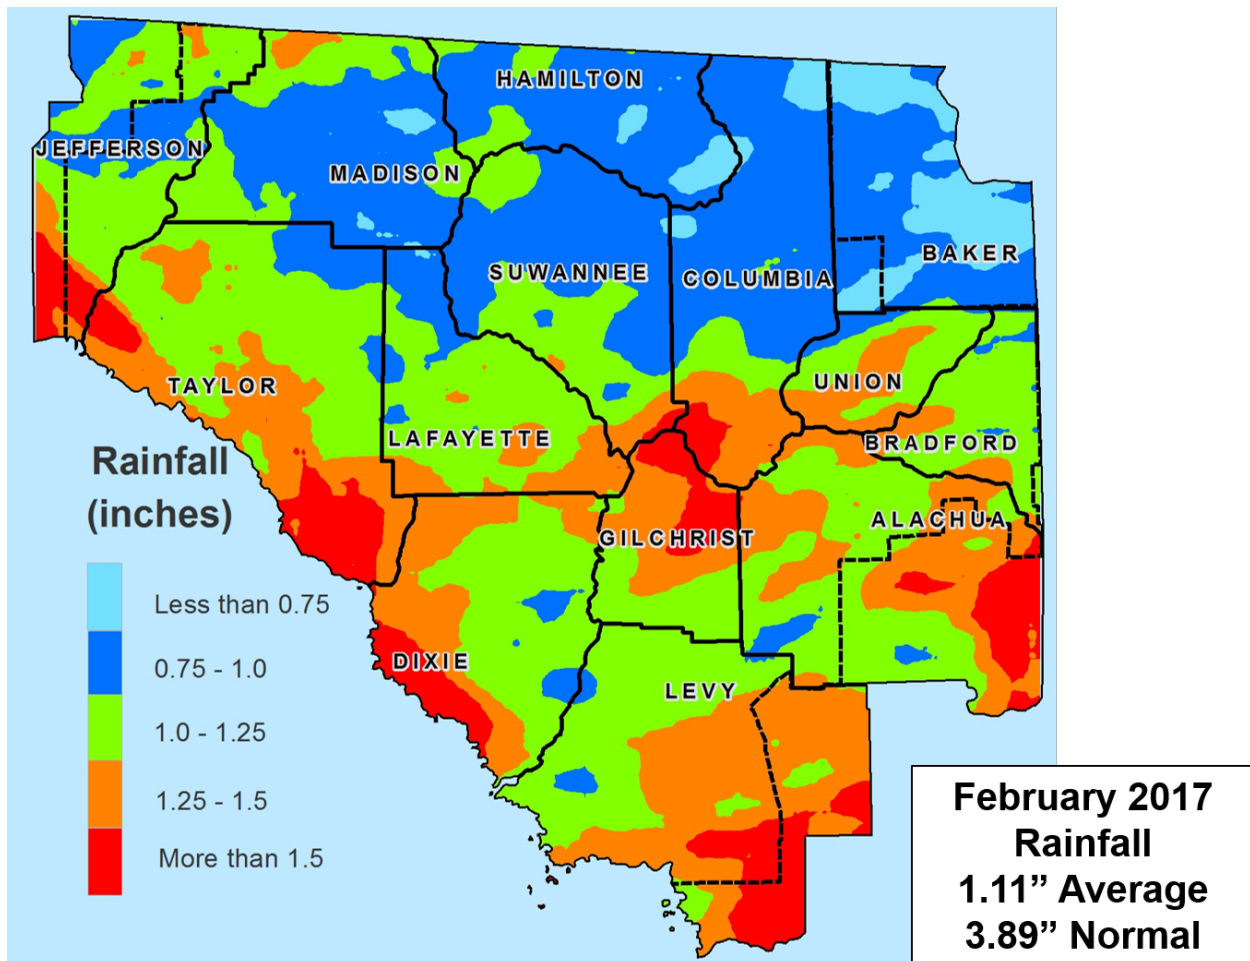 HAMILTON
JEFFERSON
MADISON
BAKER
SUWANNEE
COLUMBIA
TAYLOR
UNION
LAFAYETTE
BRADFORD
ALACHUA
GILCHRIST
DIXIE
LEVY
Rainfall
(inches)
Less than 0.75
0.75 - 1.0
1.0 - 1.25
1.25 - 1.5
More than 1.5
February 2017
Rainfall
1.11” Average
3.89” Normal